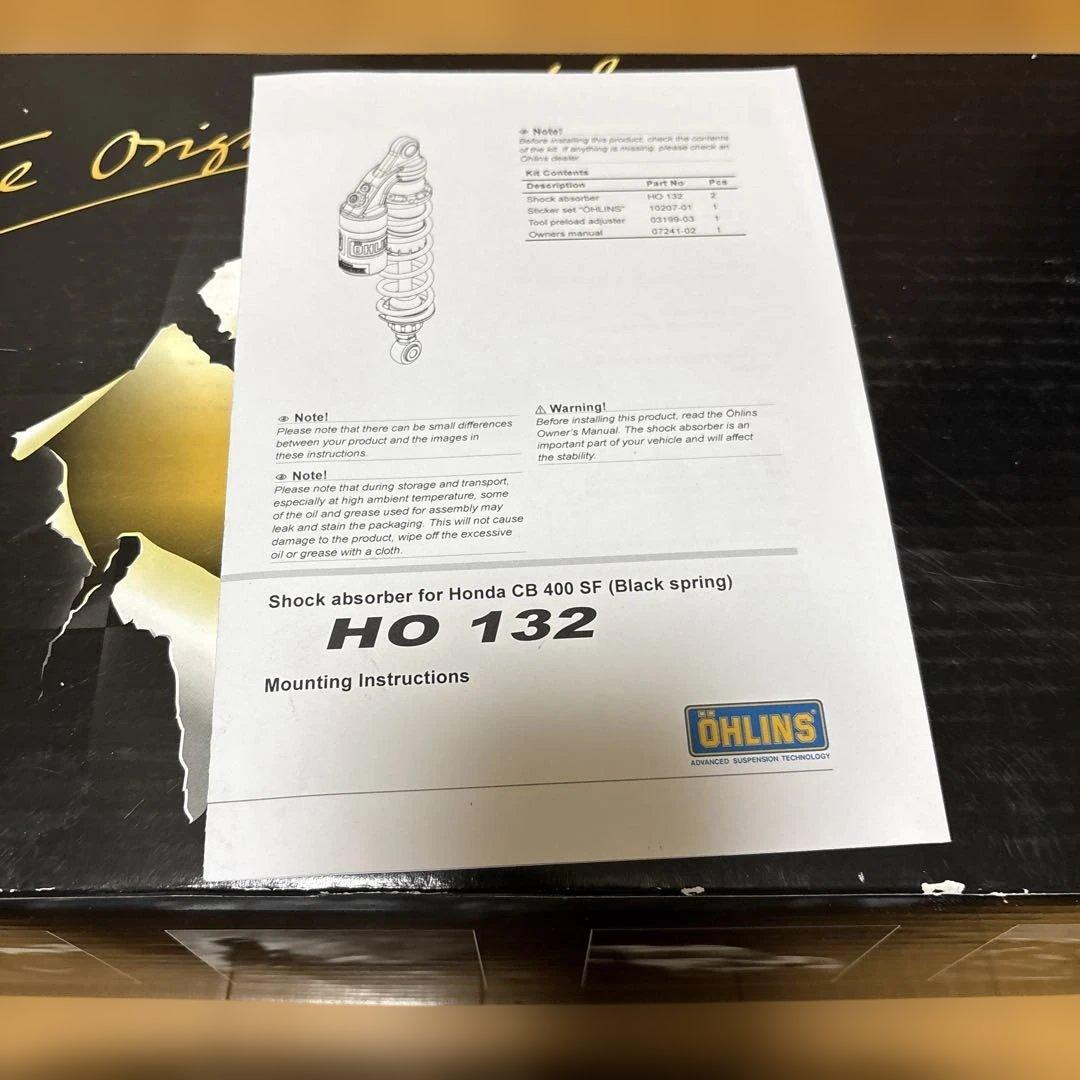 Note!
Before installing this product, check the contents
of the kit. If anything is missing, please check an
Öhlins dealer
Kit Contents
Description Part No Pcs
Shock absorber HO 132 2
Sticker set "ÖHLINS" 10207-01 1
Tool preload adjuster 03199-03 1
Owners manual 07241-02 1
ÖHLINS
Note!
Please note that there can be small differences
between your product and the images in
these instructions.
Note!
Please note that during storage and transport,
especially at high ambient temperature, some
of the oil and grease used for assembly may
leak and stain the packaging. This will not cause
damage to the product, wipe off the excessive
oil or grease with a cloth.
Warning!
Before installing this product, read the Öhlins
Owner's Manual. The shock absorber is an
important part of your vehicle and will affect
the stability.
Shock absorber for Honda CB 400 SF (Black spring)
HO 132
Mounting Instructions
ÖHLINS
ADVANCED SUSPENSION TECHNOLOGY